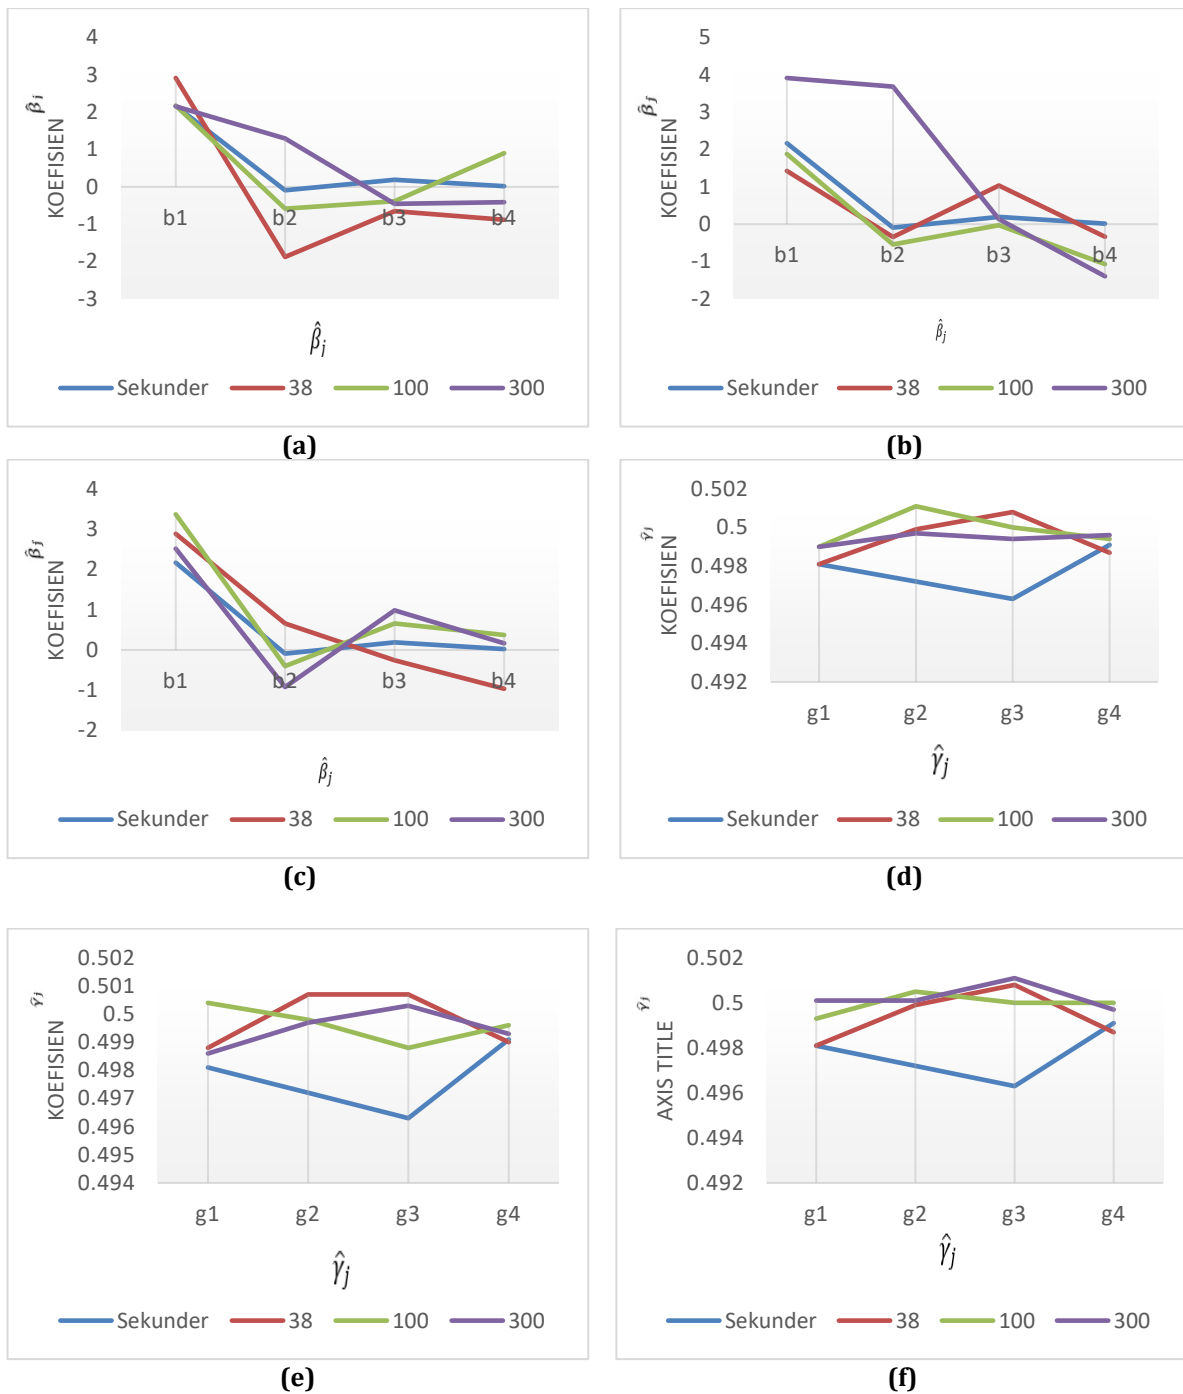 4
3
2
1
0
-1
-2
-3
KOEFISIEN β̂j
b1 b2 b3 b4
β̂j
Sekunder 38 100 300
(a)
5
4
3
2
1
0
-1
-2
KOEFISIEN β̂j
b1 b2 b3 b4
β̂j
Sekunder 38 100 300
(b)
4
3
2
1
0
-1
-2
KOEFISIEN β̂j
b1 b2 b3 b4
β̂j
Sekunder 38 100 300
(c)
0.502
0.5
0.498
0.496
0.494
0.492
KOEFISIEN γ̂j
g1 g2 g3 g4
γ̂j
Sekunder 38 100 300
(d)
0.502
0.501
0.5
0.499
0.498
0.497
0.496
0.495
0.494
KOEFISIEN γ̂j
g1 g2 g3 g4
γ̂j
Sekunder 38 100 300
(e)
0.502
0.5
0.498
0.496
0.494
0.492
AXIS TITLE γ̂j
g1 g2 g3 g4
γ̂j
Sekunder 38 100 300
(f)